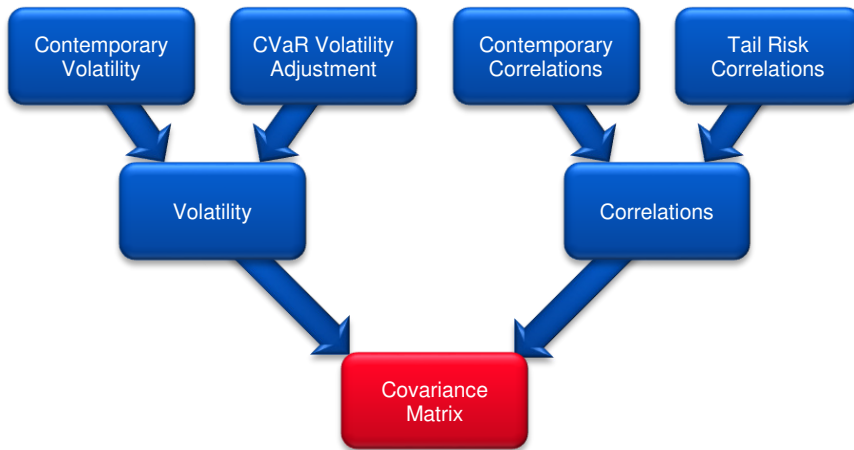 Contemporary
Volatility
CVaR Volatility
Adjustment
Contemporary
Correlations
Tail Risk
Correlations
Volatility
Correlations
Covariance
Matrix